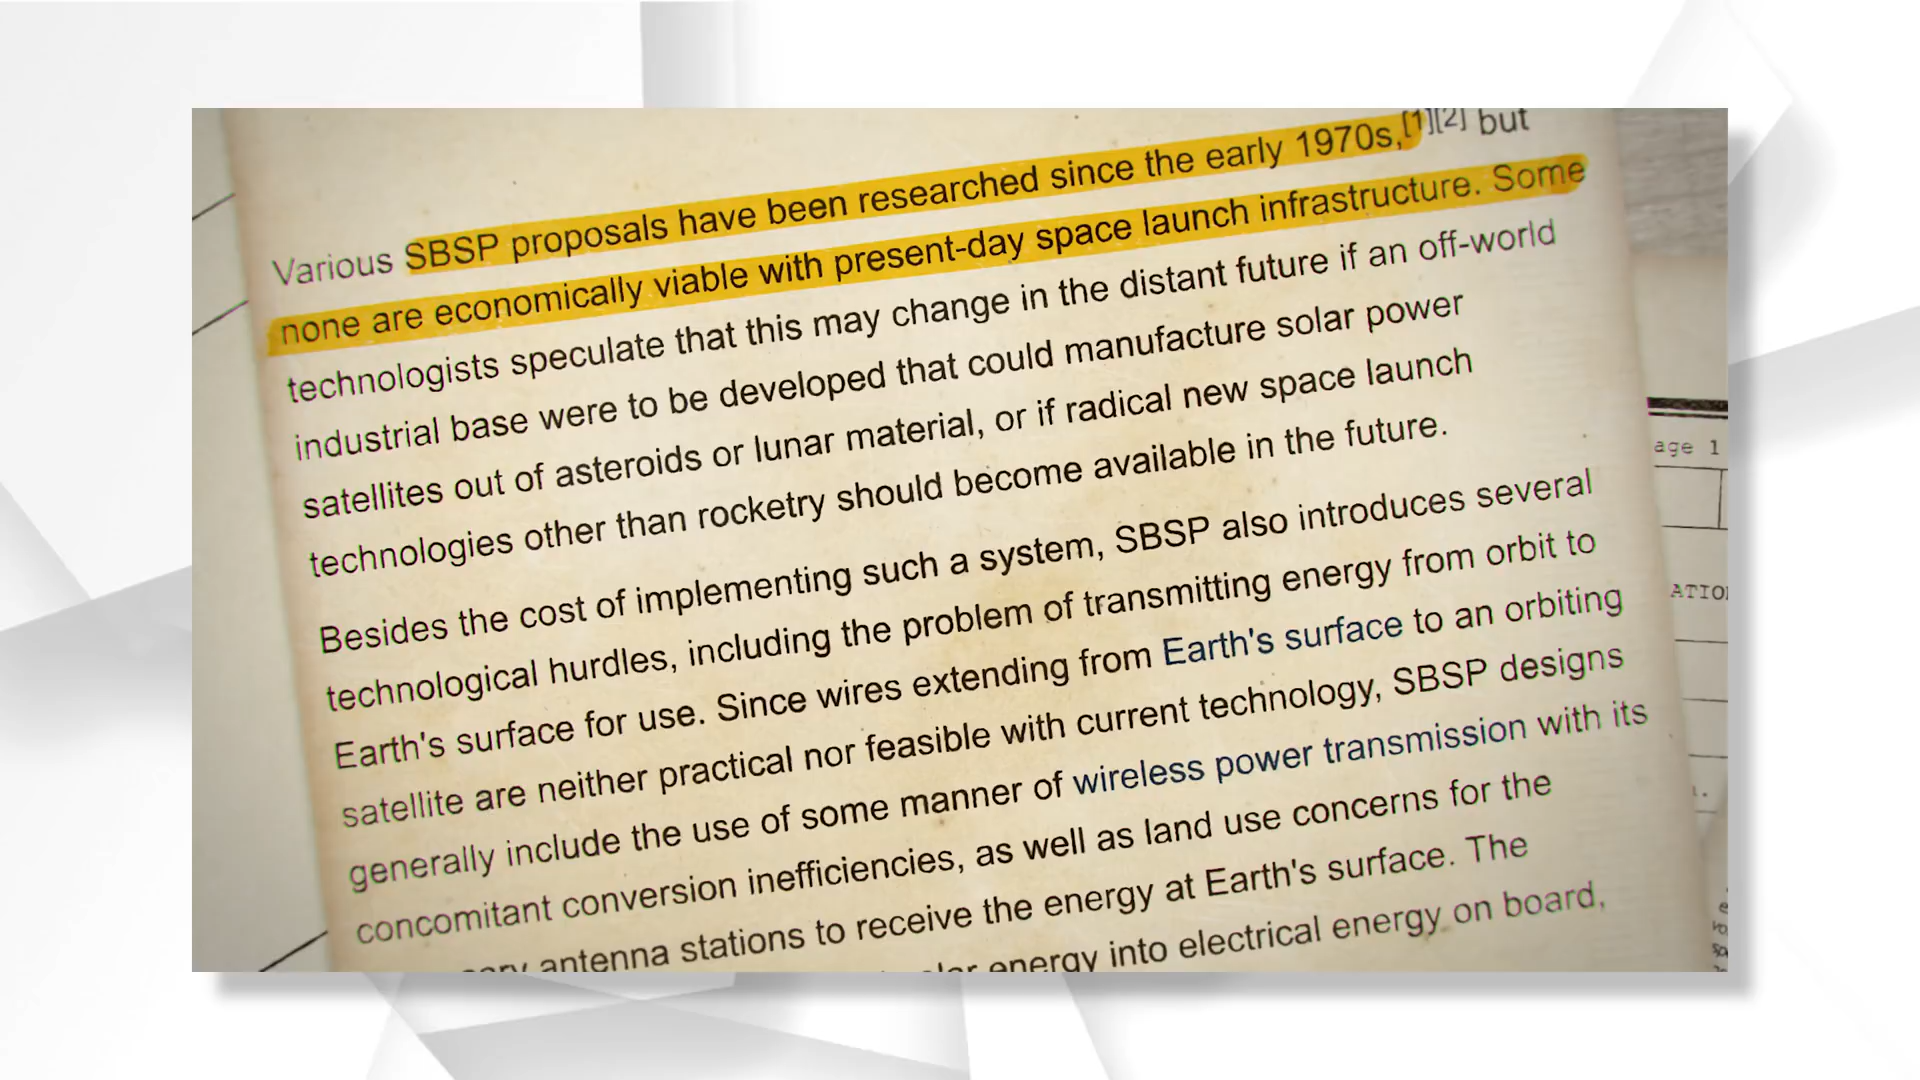 Various SBSP proposals have been researched since the early 1970s,[1][2] but
none are economically viable with present-day space launch infrastructure. Some
technologists speculate that this may change in the distant future if an off-world
industrial base were to be developed that could manufacture solar power
satellites out of asteroids or lunar material, or if radical new space launch
technologies other than rocketry should become available in the future.
Besides the cost of implementing such a system, SBSP also introduces several
technological hurdles, including the problem of transmitting energy from orbit to
Earth's surface for use. Since wires extending from Earth's surface to an orbiting
satellite are neither practical nor feasible with current technology, SBSP designs
generally include the use of some manner of wireless power transmission with its
concomitant conversion inefficiencies, as well as land use concerns for the
antenna stations to receive the energy at Earth's surface. The
energy into electrical energy on board,
age 1